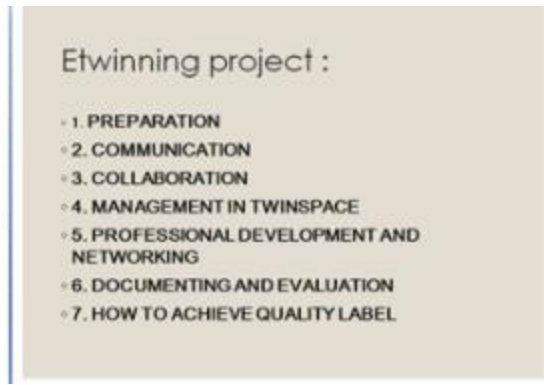 Etwinning project :
◦ 1. PREPARATION
◦ 2. COMMUNICATION
◦ 3. COLLABORATION
◦ 4. MANAGEMENT IN TWINSPACE
◦ 5. PROFESSIONAL DEVELOPMENT AND
NETWORKING
◦ 6. DOCUMENTING AND EVALUATION
◦ 7. HOW TO ACHIEVE QUALITY LABEL